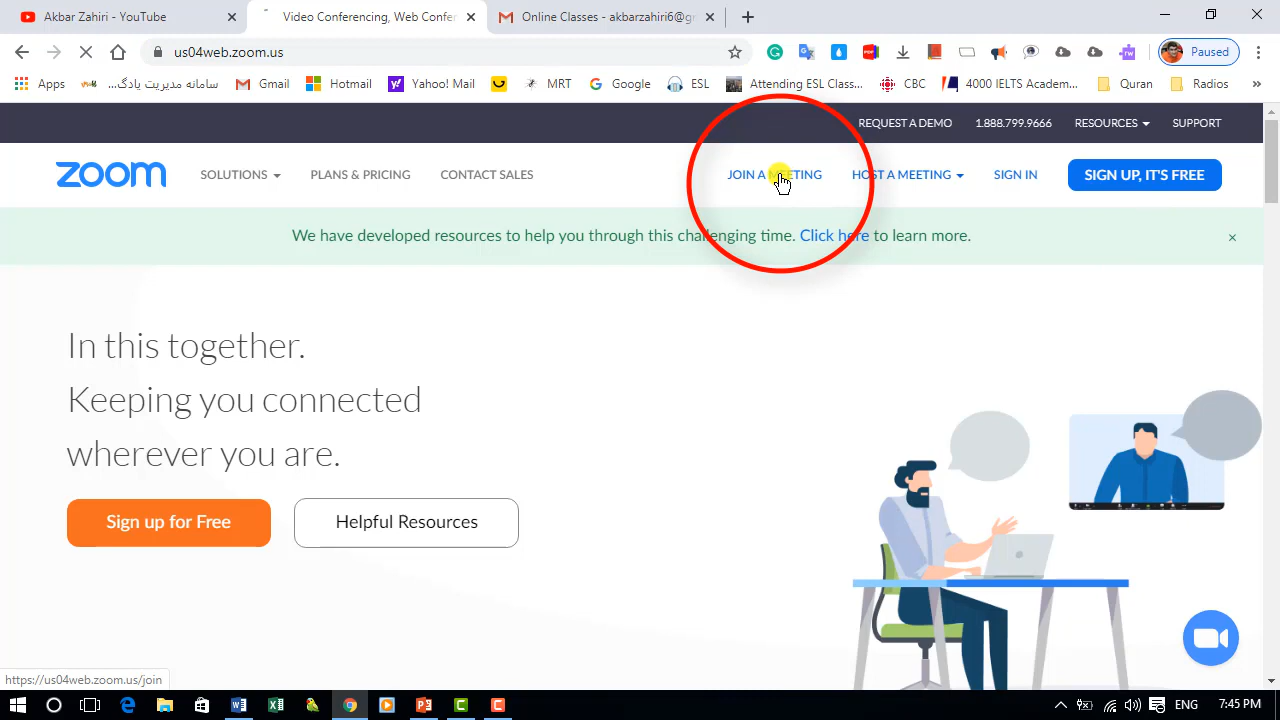 Akbar Zahiri - YouTube
Video Conferencing, Web Confer
Online Classes - akbarzahiri6@g
us04web.zoom.us
Paused
Apps
سامانه مدیریت یادگ...
Gmail
Hotmail
Yahoo! Mail
MRT
Google
ESL
Attending ESL Class...
CBC
4000 IELTS Academ...
Quran
Radios
REQUEST A DEMO
1.888.799.9666
RESOURCES
SUPPORT
zoom
SOLUTIONS
PLANS & PRICING
CONTACT SALES
JOIN A MEETING
HOST A MEETING
SIGN IN
SIGN UP, IT'S FREE
We have developed resources to help you through this challenging time. Click here to learn more.
In this together.
Keeping you connected
wherever you are.
Sign up for Free
Helpful Resources
https://us04web.zoom.us/join
ENG
7:45 PM